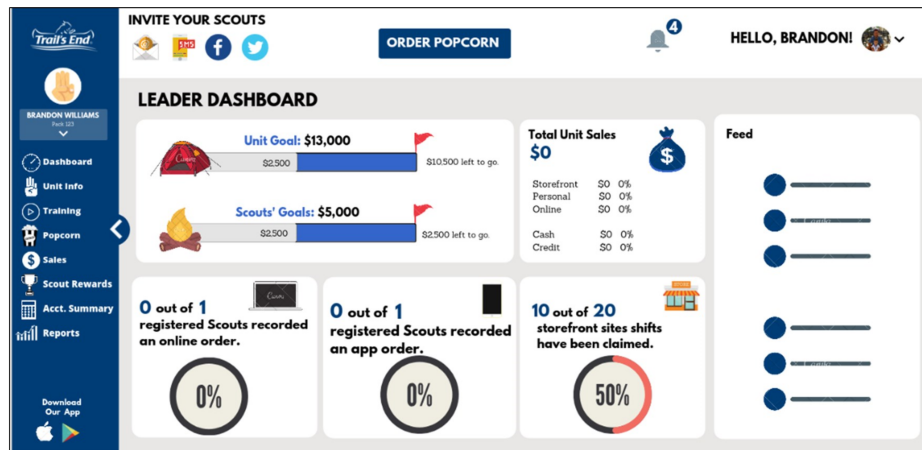 Trail's End
BRANDON WILLIAMS
Pack 123
Dashboard
Unit Info
Training
Popcorn
Sales
Scout Rewards
Acct. Summary
Reports
Download
Our App
INVITE YOUR SCOUTS
SMS
ORDER POPCORN
4
HELLO, BRANDON!
LEADER DASHBOARD
Unit Goal: $13,000
$2,500
$10,500 left to go.
Scouts' Goals: $5,000
$2,500
$2,500 left to go.
Total Unit Sales
$0
Storefront $0 0%
Personal $0 0%
Online $0 0%
Cash $0 0%
Credit $0 0%
Feed
0 out of 1
registered Scouts recorded
an online order.
0%
0 out of 1
registered Scouts recorded
an app order.
0%
10 out of 20
storefront sites shifts
have been claimed.
50%